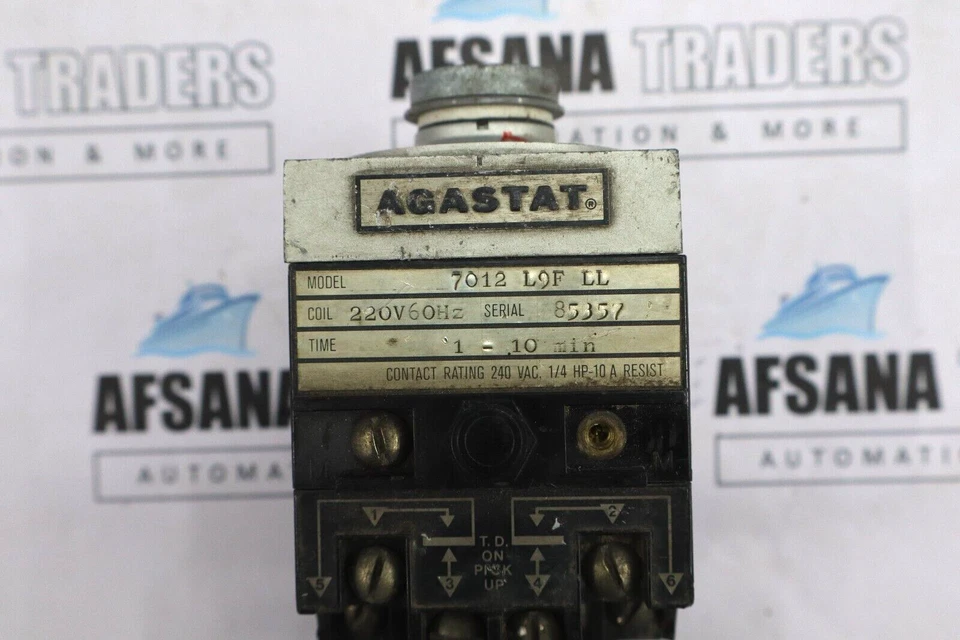 AFSANA TRADERS
TRADERS
ATION & MORE
ON & MORE
AGASTAT®
MODEL 7012 L9F LL
COIL 220V60Hz SERIAL 85357
TIME 1 - 10 min
CONTACT RATING 240 VAC. 1/4 HP-10 A RESIST
AFSANA
AFSANA
AUTOMATI
AUTOMATI
1
2
T.D.
ON
PICK
UP
5
3
4
6